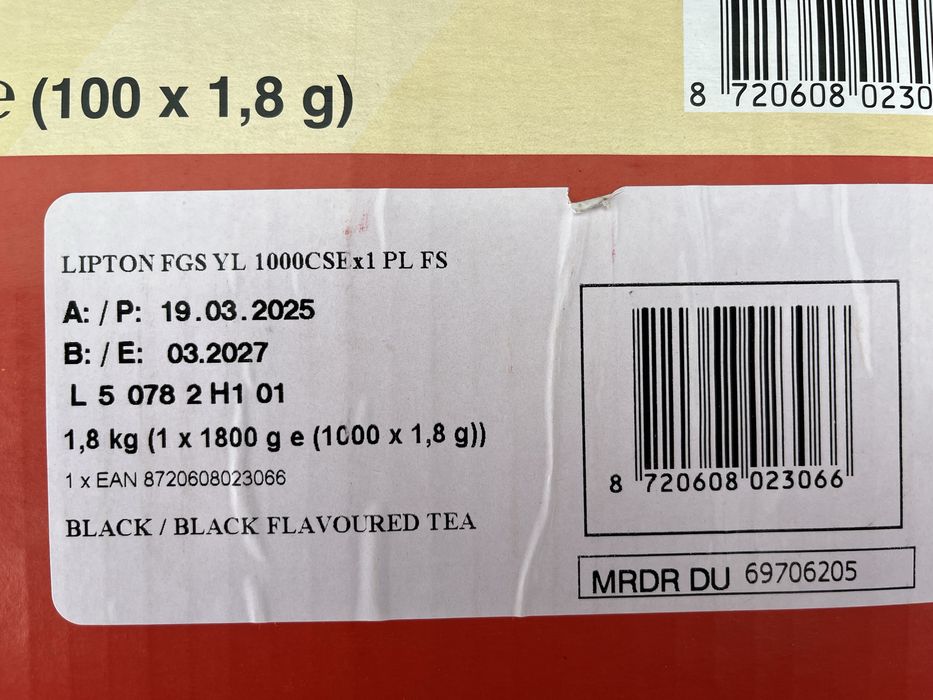 e (100 x 1,8 g)
8 720608 0230
LIPTON FGS YL 1000CSEx1 PL FS
A: / P: 19.03.2025
B: / E: 03.2027
L 5 078 2 H1 01
1,8 kg (1 x 1800 g e (1000 x 1,8 g))
1 x EAN 8720608023066
BLACK / BLACK FLAVOURED TEA
8 720608 023066
MRDR DU 69706205